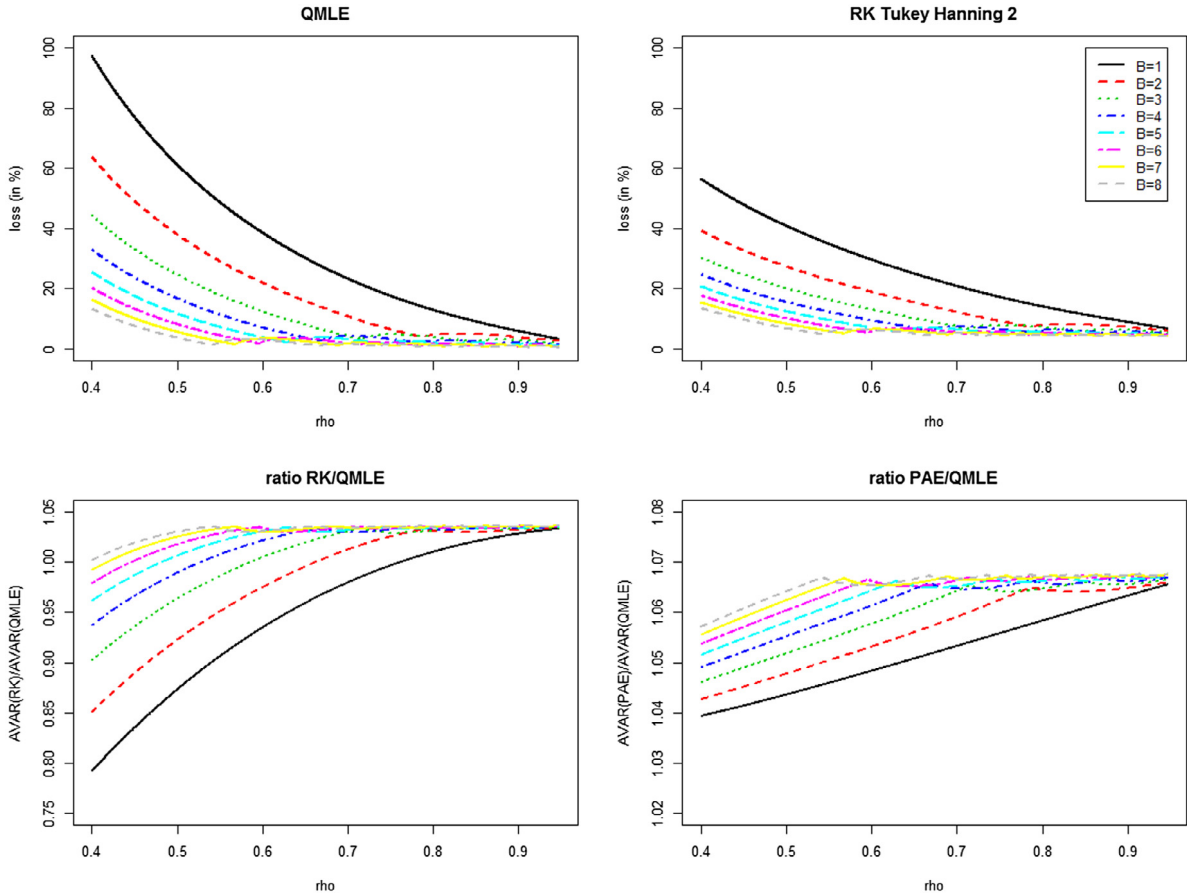 QMLE
loss (in %)
100
80
60
40
20
0
0.4 0.5 0.6 0.7 0.8 0.9
rho
RK Tukey Hanning 2
loss (in %)
100
80
60
40
20
0
0.4 0.5 0.6 0.7 0.8 0.9
rho
B=1
B=2
B=3
B=4
B=5
B=6
B=7
B=8
ratio RK/QMLE
AVAR(RK)/AVAR(QMLE)
1.05
1.00
0.95
0.90
0.85
0.80
0.75
0.4 0.5 0.6 0.7 0.8 0.9
rho
ratio PAE/QMLE
AVAR(PAE)/AVAR(QMLE)
1.08
1.07
1.06
1.05
1.04
1.03
1.02
0.4 0.5 0.6 0.7 0.8 0.9
rho